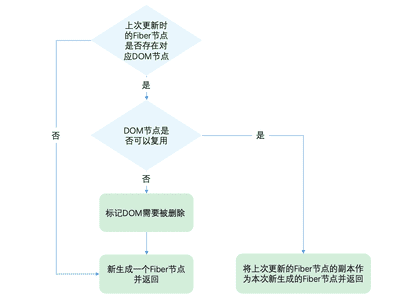 上次更新时
的Fiber节点
是否存在对
应DOM节点
是
DOM节点是
否可以复用
否
是
否
标记DOM需要被删除
新生成一个Fiber节点
并返回
将上次更新的Fiber节点的副本作
为本次新生成的Fiber节点并返回